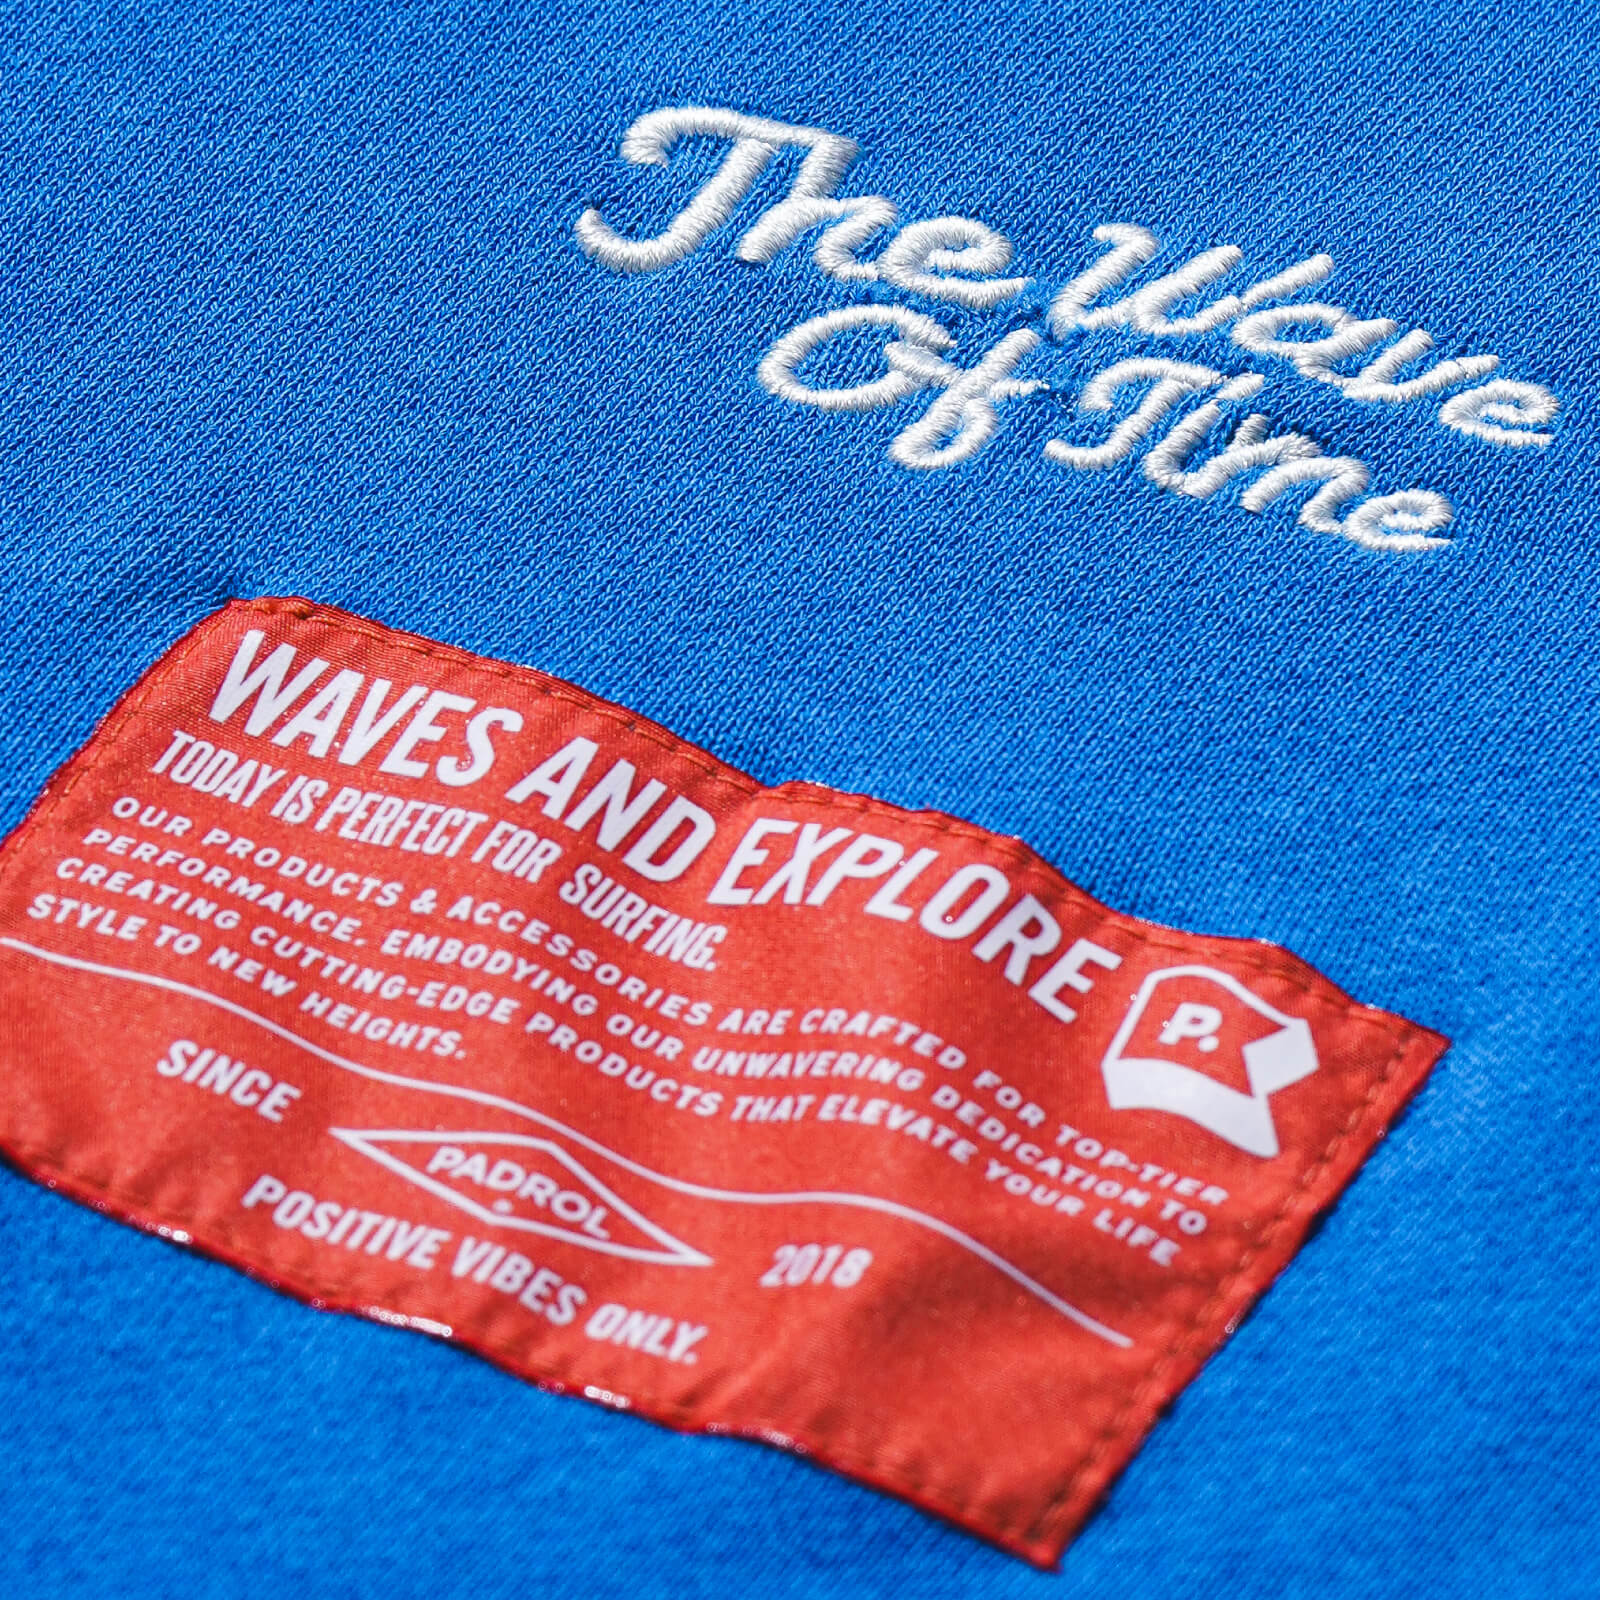 The Wave
Of Time
WAVES AND EXPLORE
TODAY IS PERFECT FOR SURFING.
OUR PRODUCTS & ACCESSORIES ARE CRAFTED FOR TOP-TIER
PERFORMANCE. EMBODYING OUR UNWAVERING DEDICATION TO
CREATING CUTTING-EDGE PRODUCTS THAT ELEVATE YOUR LIFE
STYLE TO NEW HEIGHTS.
P.
SINCE
PADROL
2018
POSITIVE VIBES ONLY.